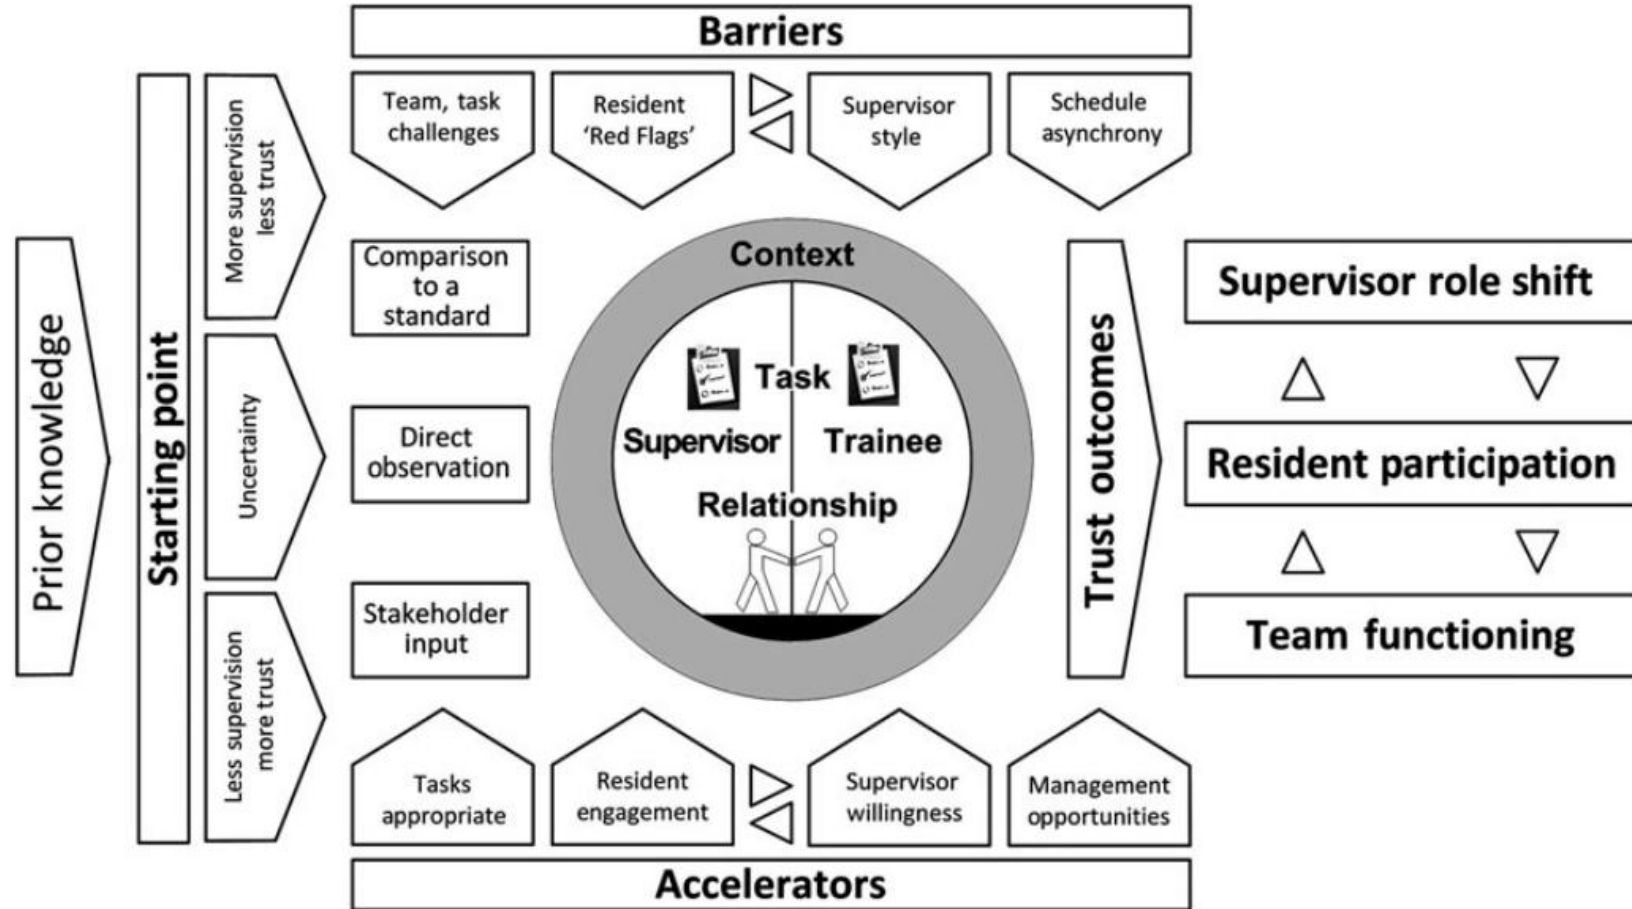 Barriers
Team, task
challenges
Resident
‘Red Flags’
Supervisor
style
Schedule
asynchrony
Prior knowledge
Starting point
More supervision
less trust
Uncertainty
Less supervision
more trust
Comparison
to a
standard
Direct
observation
Stakeholder
input
Context
Task
Supervisor
Trainee
Relationship
Trust outcomes
Supervisor role shift
Resident participation
Team functioning
Tasks
appropriate
Resident
engagement
Supervisor
willingness
Management
opportunities
Accelerators